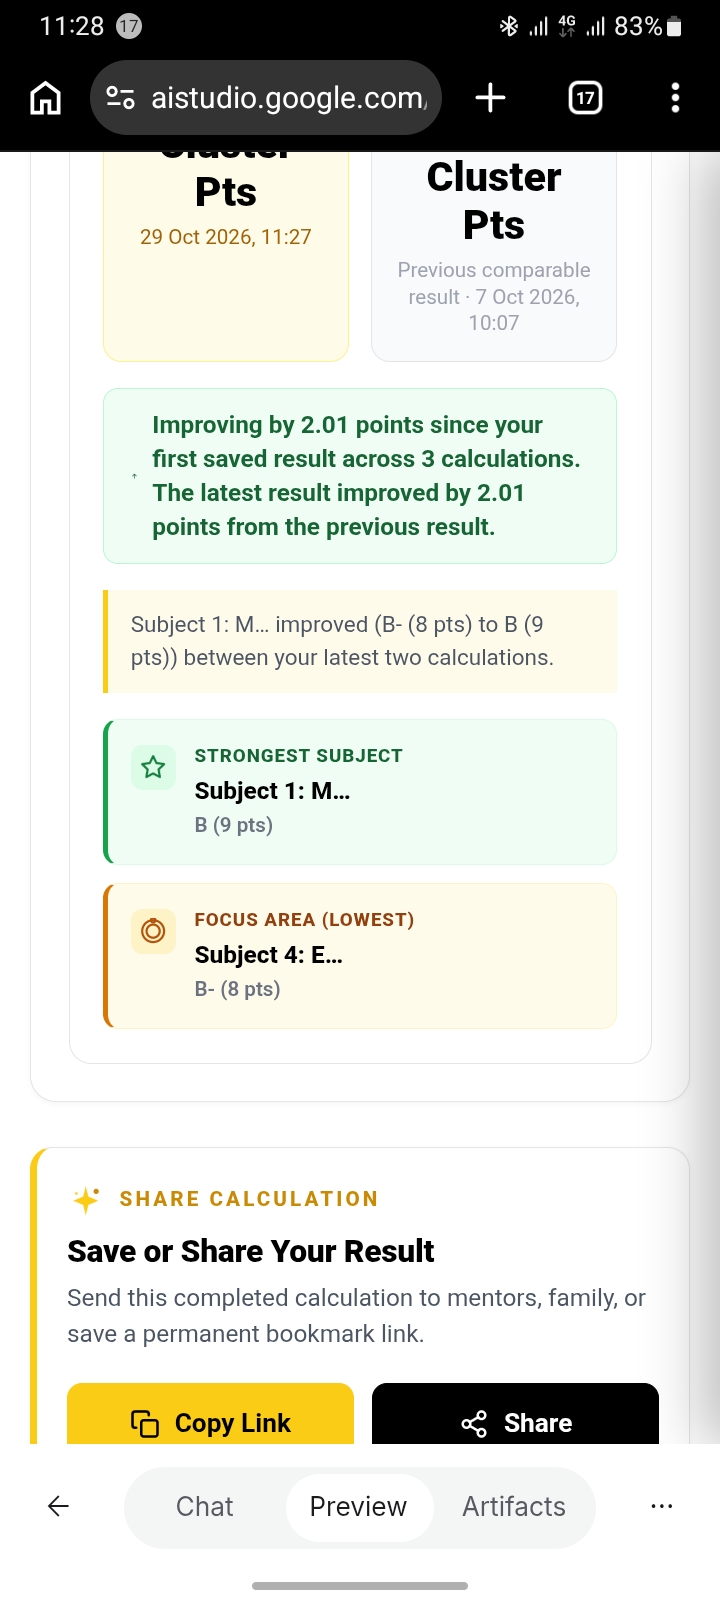 11:28 17 4G 83%
aistudio.google.com/ 17
Cluster
Pts
29 Oct 2026, 11:27
Cluster
Pts
Previous comparable
result · 7 Oct 2026,
10:07
Improving by 2.01 points since your
first saved result across 3 calculations.
The latest result improved by 2.01
points from the previous result.
Subject 1: M... improved (B- (8 pts) to B (9
pts)) between your latest two calculations.
STRONGEST SUBJECT
Subject 1: M...
B (9 pts)
FOCUS AREA (LOWEST)
Subject 4: E...
B- (8 pts)
SHARE CALCULATION
Save or Share Your Result
Send this completed calculation to mentors, family, or
save a permanent bookmark link.
Copy Link
Share
Chat
Preview
Artifacts